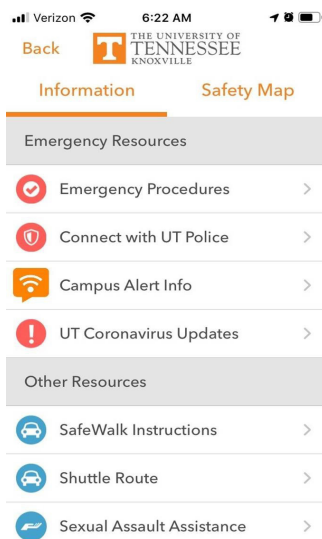 Verizon 6:22 AM
Back
T THE UNIVERSITY OF
TENNESSEE
KNOXVILLE
Information Safety Map
Emergency Resources
Emergency Procedures
Connect with UT Police
Campus Alert Info
UT Coronavirus Updates
Other Resources
SafeWalk Instructions
Shuttle Route
Sexual Assault Assistance